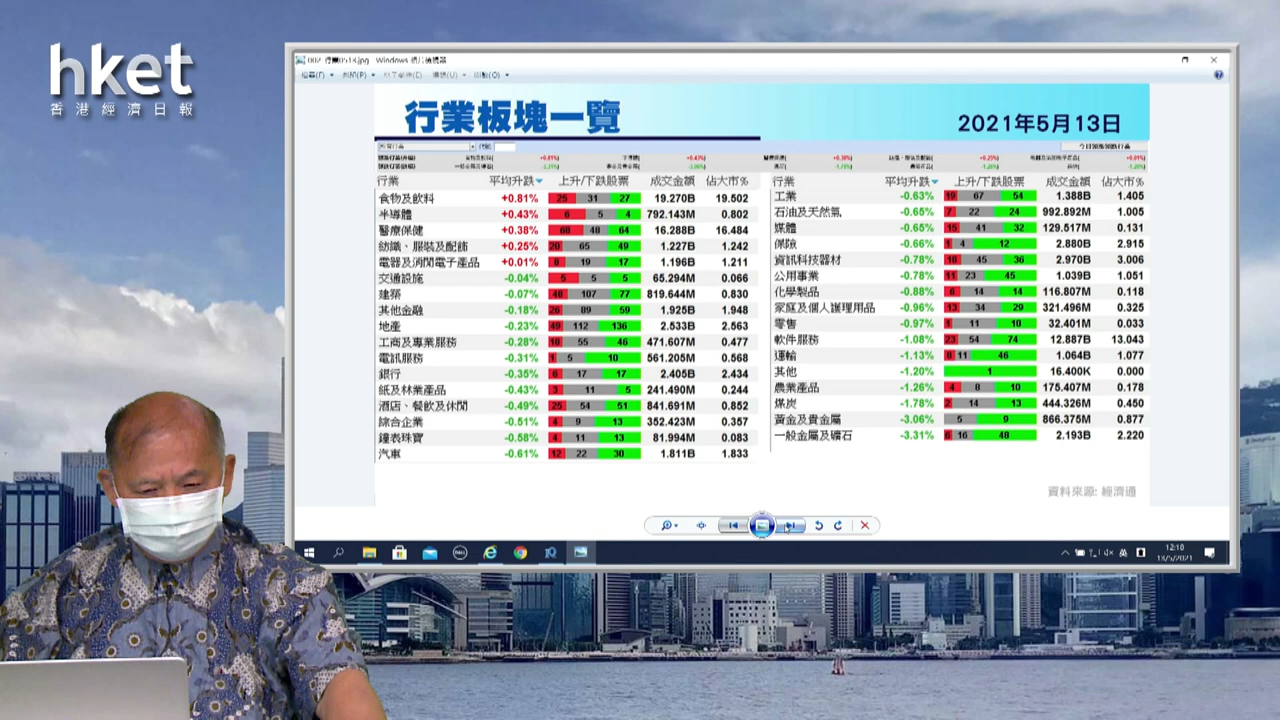 hket
香港經濟日報
行業板塊一覽
2021年5月13日
行業 平均升跌 上升/下跌股票 成交金額 佔大市%
食物及飲料 +0.81% 25 31 27 19.270B 19.502
半導體 +0.43% 6 5 4 792.143M 0.802
醫療保健 +0.38% 60 48 64 16.288B 16.484
紡織、服裝及配飾 +0.25% 20 65 49 1.227B 1.242
電器及消閒電子產品 +0.01% 8 19 17 1.196B 1.211
交通設施 -0.04% 5 5 5 65.294M 0.066
建築 -0.07% 48 107 77 819.644M 0.830
其他金融 -0.18% 26 89 59 1.925B 1.948
地產 -0.23% 49 112 136 2.533B 2.563
工商及專業服務 -0.28% 18 55 46 471.607M 0.477
電訊服務 -0.31% 1 5 10 561.205M 0.568
銀行 -0.35% 6 17 17 2.405B 2.434
紙及林業產品 -0.43% 3 11 5 241.490M 0.244
酒店、餐飲及休閒 -0.49% 25 54 51 841.691M 0.852
綜合企業 -0.51% 4 9 13 352.423M 0.357
鐘表珠寶 -0.58% 4 11 13 81.994M 0.083
汽車 -0.61% 12 22 30 1.811B 1.833
行業 平均升跌 上升/下跌股票 成交金額 佔大市%
工業 -0.63% 19 67 54 1.388B 1.405
石油及天然氣 -0.65% 7 22 24 992.892M 1.005
媒體 -0.65% 15 41 32 129.517M 0.131
保險 -0.66% 1 4 12 2.880B 2.915
資訊科技器材 -0.78% 18 45 36 2.970B 3.006
公用事業 -0.78% 11 23 45 1.039B 1.051
化學製品 -0.88% 6 14 14 116.807M 0.118
家庭及個人護理用品 -0.96% 13 34 29 321.496M 0.325
零售 -0.97% 1 11 10 32.401M 0.033
軟件服務 -1.08% 23 54 74 12.887B 13.043
運輸 -1.13% 8 11 46 1.064B 1.077
其他 -1.20% 1 16.400K 0.000
農業產品 -1.26% 4 8 10 175.407M 0.178
煤炭 -1.78% 2 14 13 444.326M 0.450
黃金及貴金屬 -3.06% 5 9 866.375M 0.877
一般金屬及礦石 -3.31% 6 16 48 2.193B 2.220
資料來源: 經濟通
12:18
13/5/2021